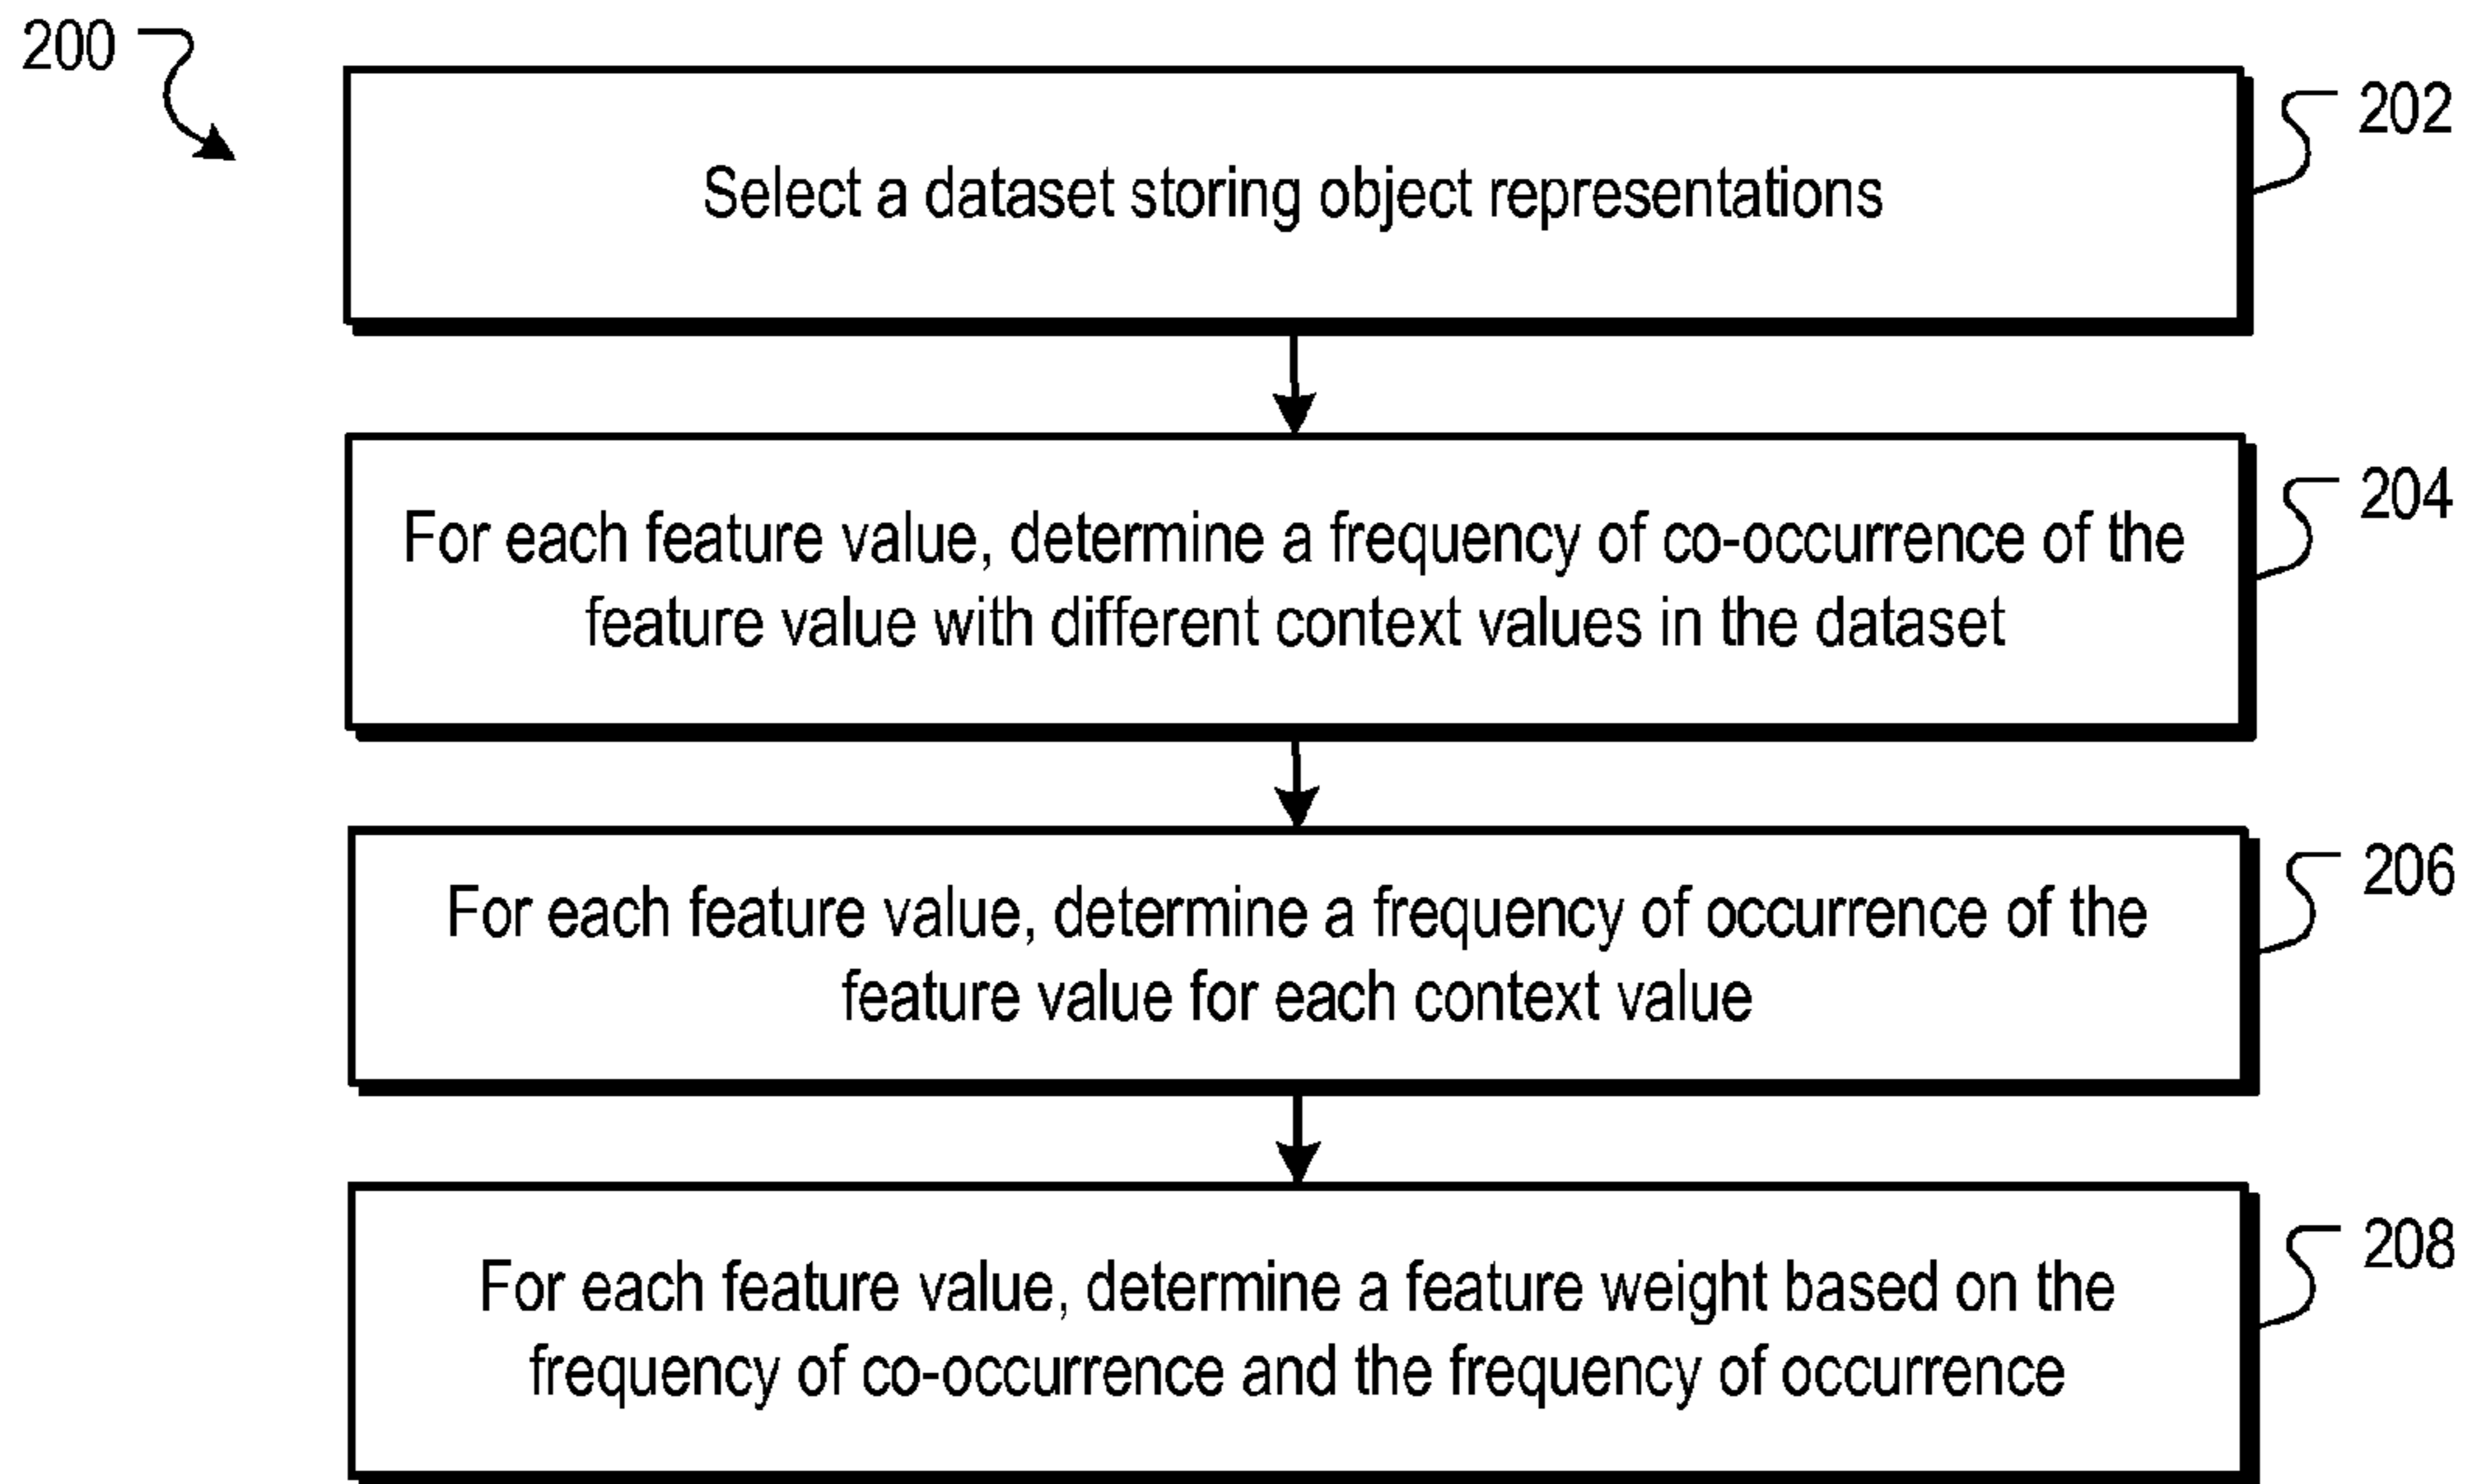 200
202
Select a dataset storing object representations
204
For each feature value, determine a frequency of co-occurrence of the
feature value with different context values in the dataset
206
For each feature value, determine a frequency of occurrence of the
feature value for each context value
208
For each feature value, determine a feature weight based on the
frequency of co-occurrence and the frequency of occurrence